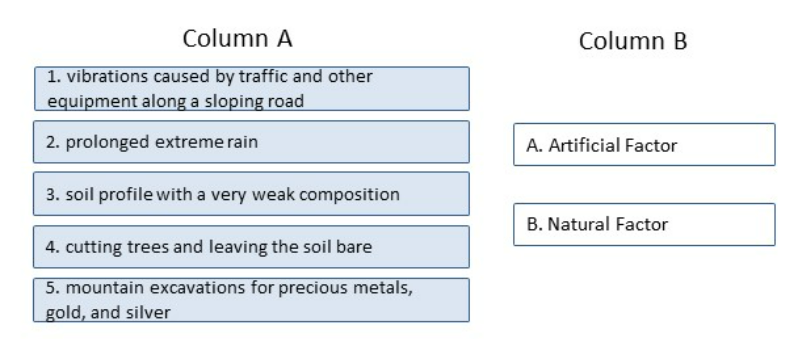 Column A
1. vibrations caused by traffic and other
equipment along a sloping road
2. prolonged extreme rain
3. soil profile with a very weak composition
4. cutting trees and leaving the soil bare
5. mountain excavations for precious metals,
gold, and silver
Column B
A. Artificial Factor
B. Natural Factor